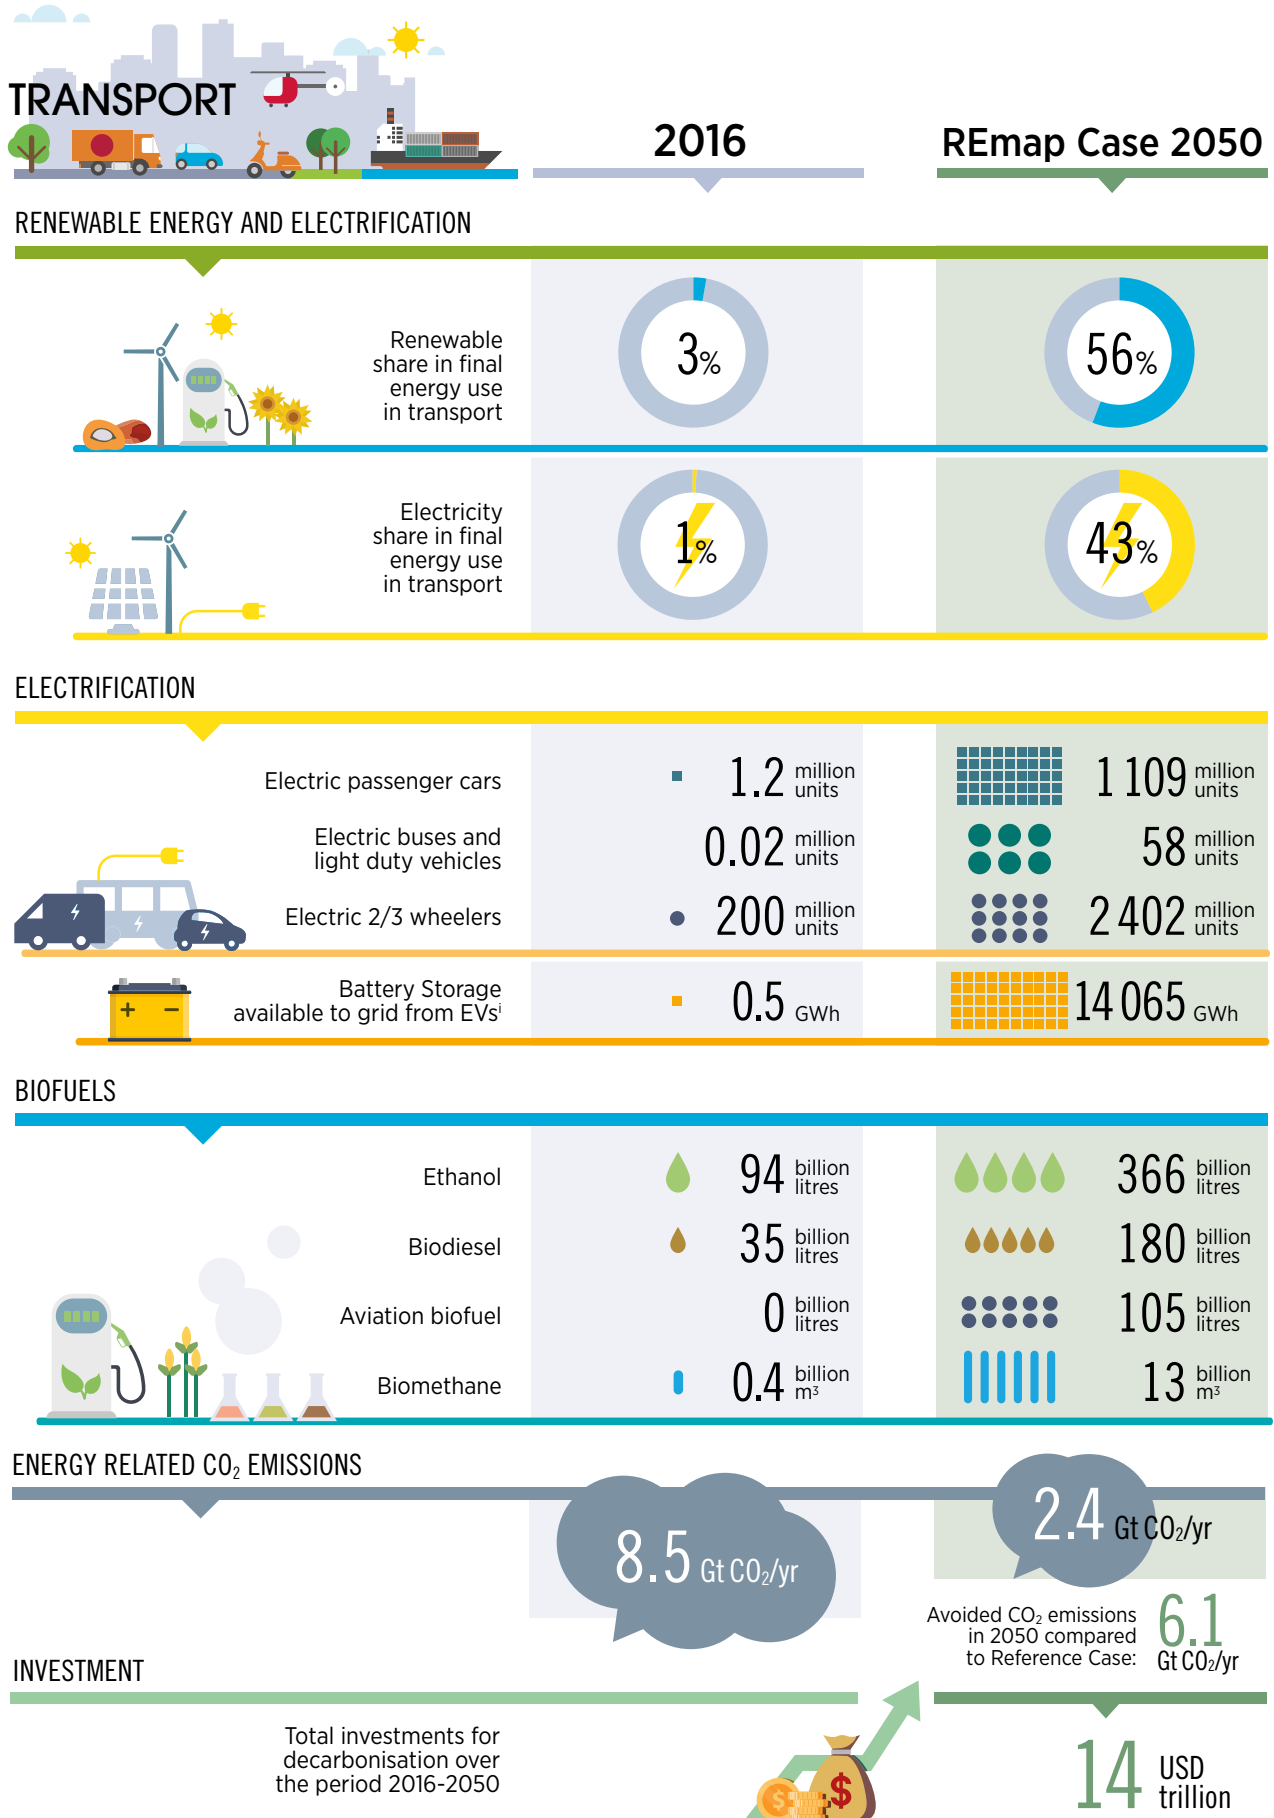 TRANSPORT
2016
REmap Case 2050
RENEWABLE ENERGY AND ELECTRIFICATION
Renewable
share in final
energy use
in transport
3%
56%
Electricity
share in final
energy use
in transport
1%
43%
ELECTRIFICATION
Electric passenger cars
1.2 million units
1 109 million units
Electric buses and
light duty vehicles
0.02 million units
58 million units
Electric 2/3 wheelers
200 million units
2 402 million units
Battery Storage
available to grid from EVsⁱ
0.5 GWh
14 065 GWh
BIOFUELS
Ethanol
94 billion litres
366 billion litres
Biodiesel
35 billion litres
180 billion litres
Aviation biofuel
0 billion litres
105 billion litres
Biomethane
0.4 billion m³
13 billion m³
ENERGY RELATED CO₂ EMISSIONS
8.5 Gt CO₂/yr
2.4 Gt CO₂/yr
Avoided CO₂ emissions
in 2050 compared
to Reference Case:
6.1
Gt CO₂/yr
INVESTMENT
Total investments for
decarbonisation over
the period 2016-2050
$
$
14 USD trillion